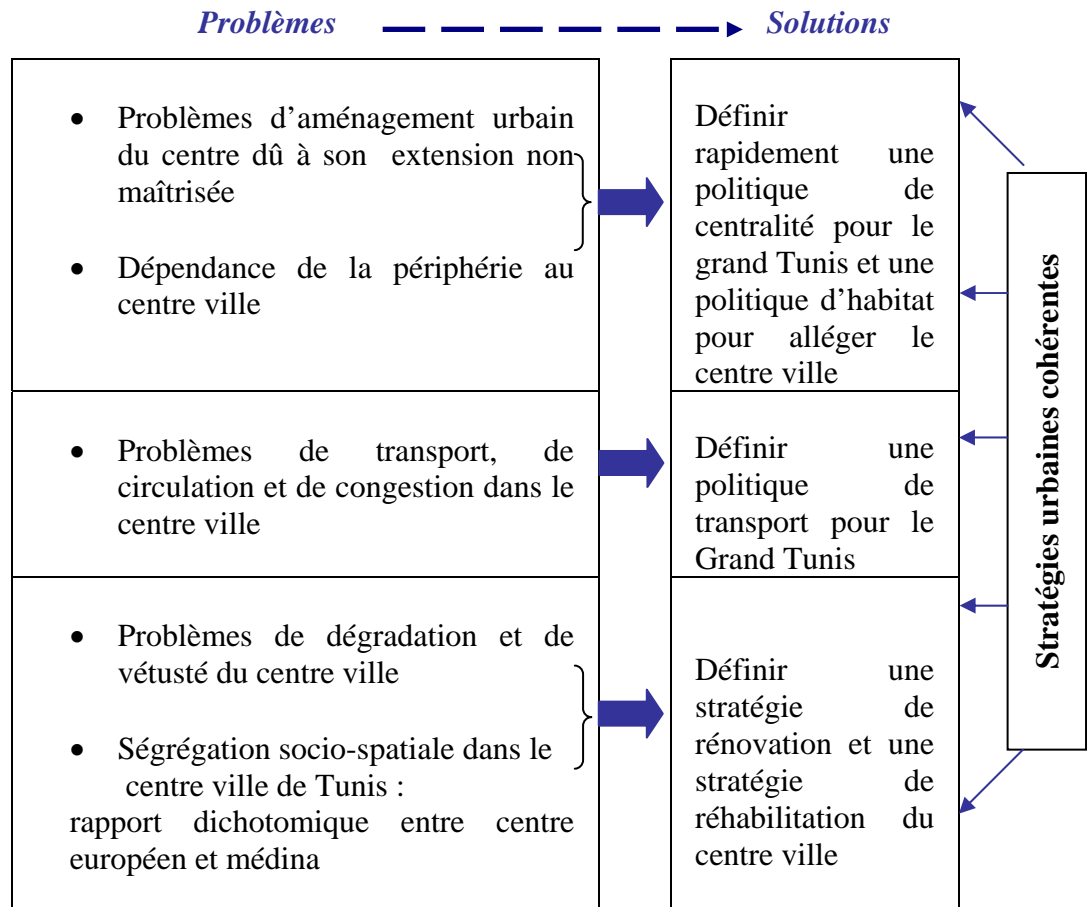 Problèmes
Solutions
• Problèmes d’aménagement urbain
du centre dû à son extension non
maîtrisée
• Dépendance de la périphérie au
centre ville
Définir
rapidement une
politique de
centralité pour le
grand Tunis et une
politique d’habitat
pour alléger le
centre ville
• Problèmes de transport, de
circulation et de congestion dans le
centre ville
Définir une
politique de
transport pour le
Grand Tunis
• Problèmes de dégradation et de
vétusté du centre ville
• Ségrégation socio-spatiale dans le
centre ville de Tunis :
rapport dichotomique entre centre
européen et médina
Définir une
stratégie de
rénovation et une
stratégie de
réhabilitation du
centre ville
Stratégies urbaines cohérentes